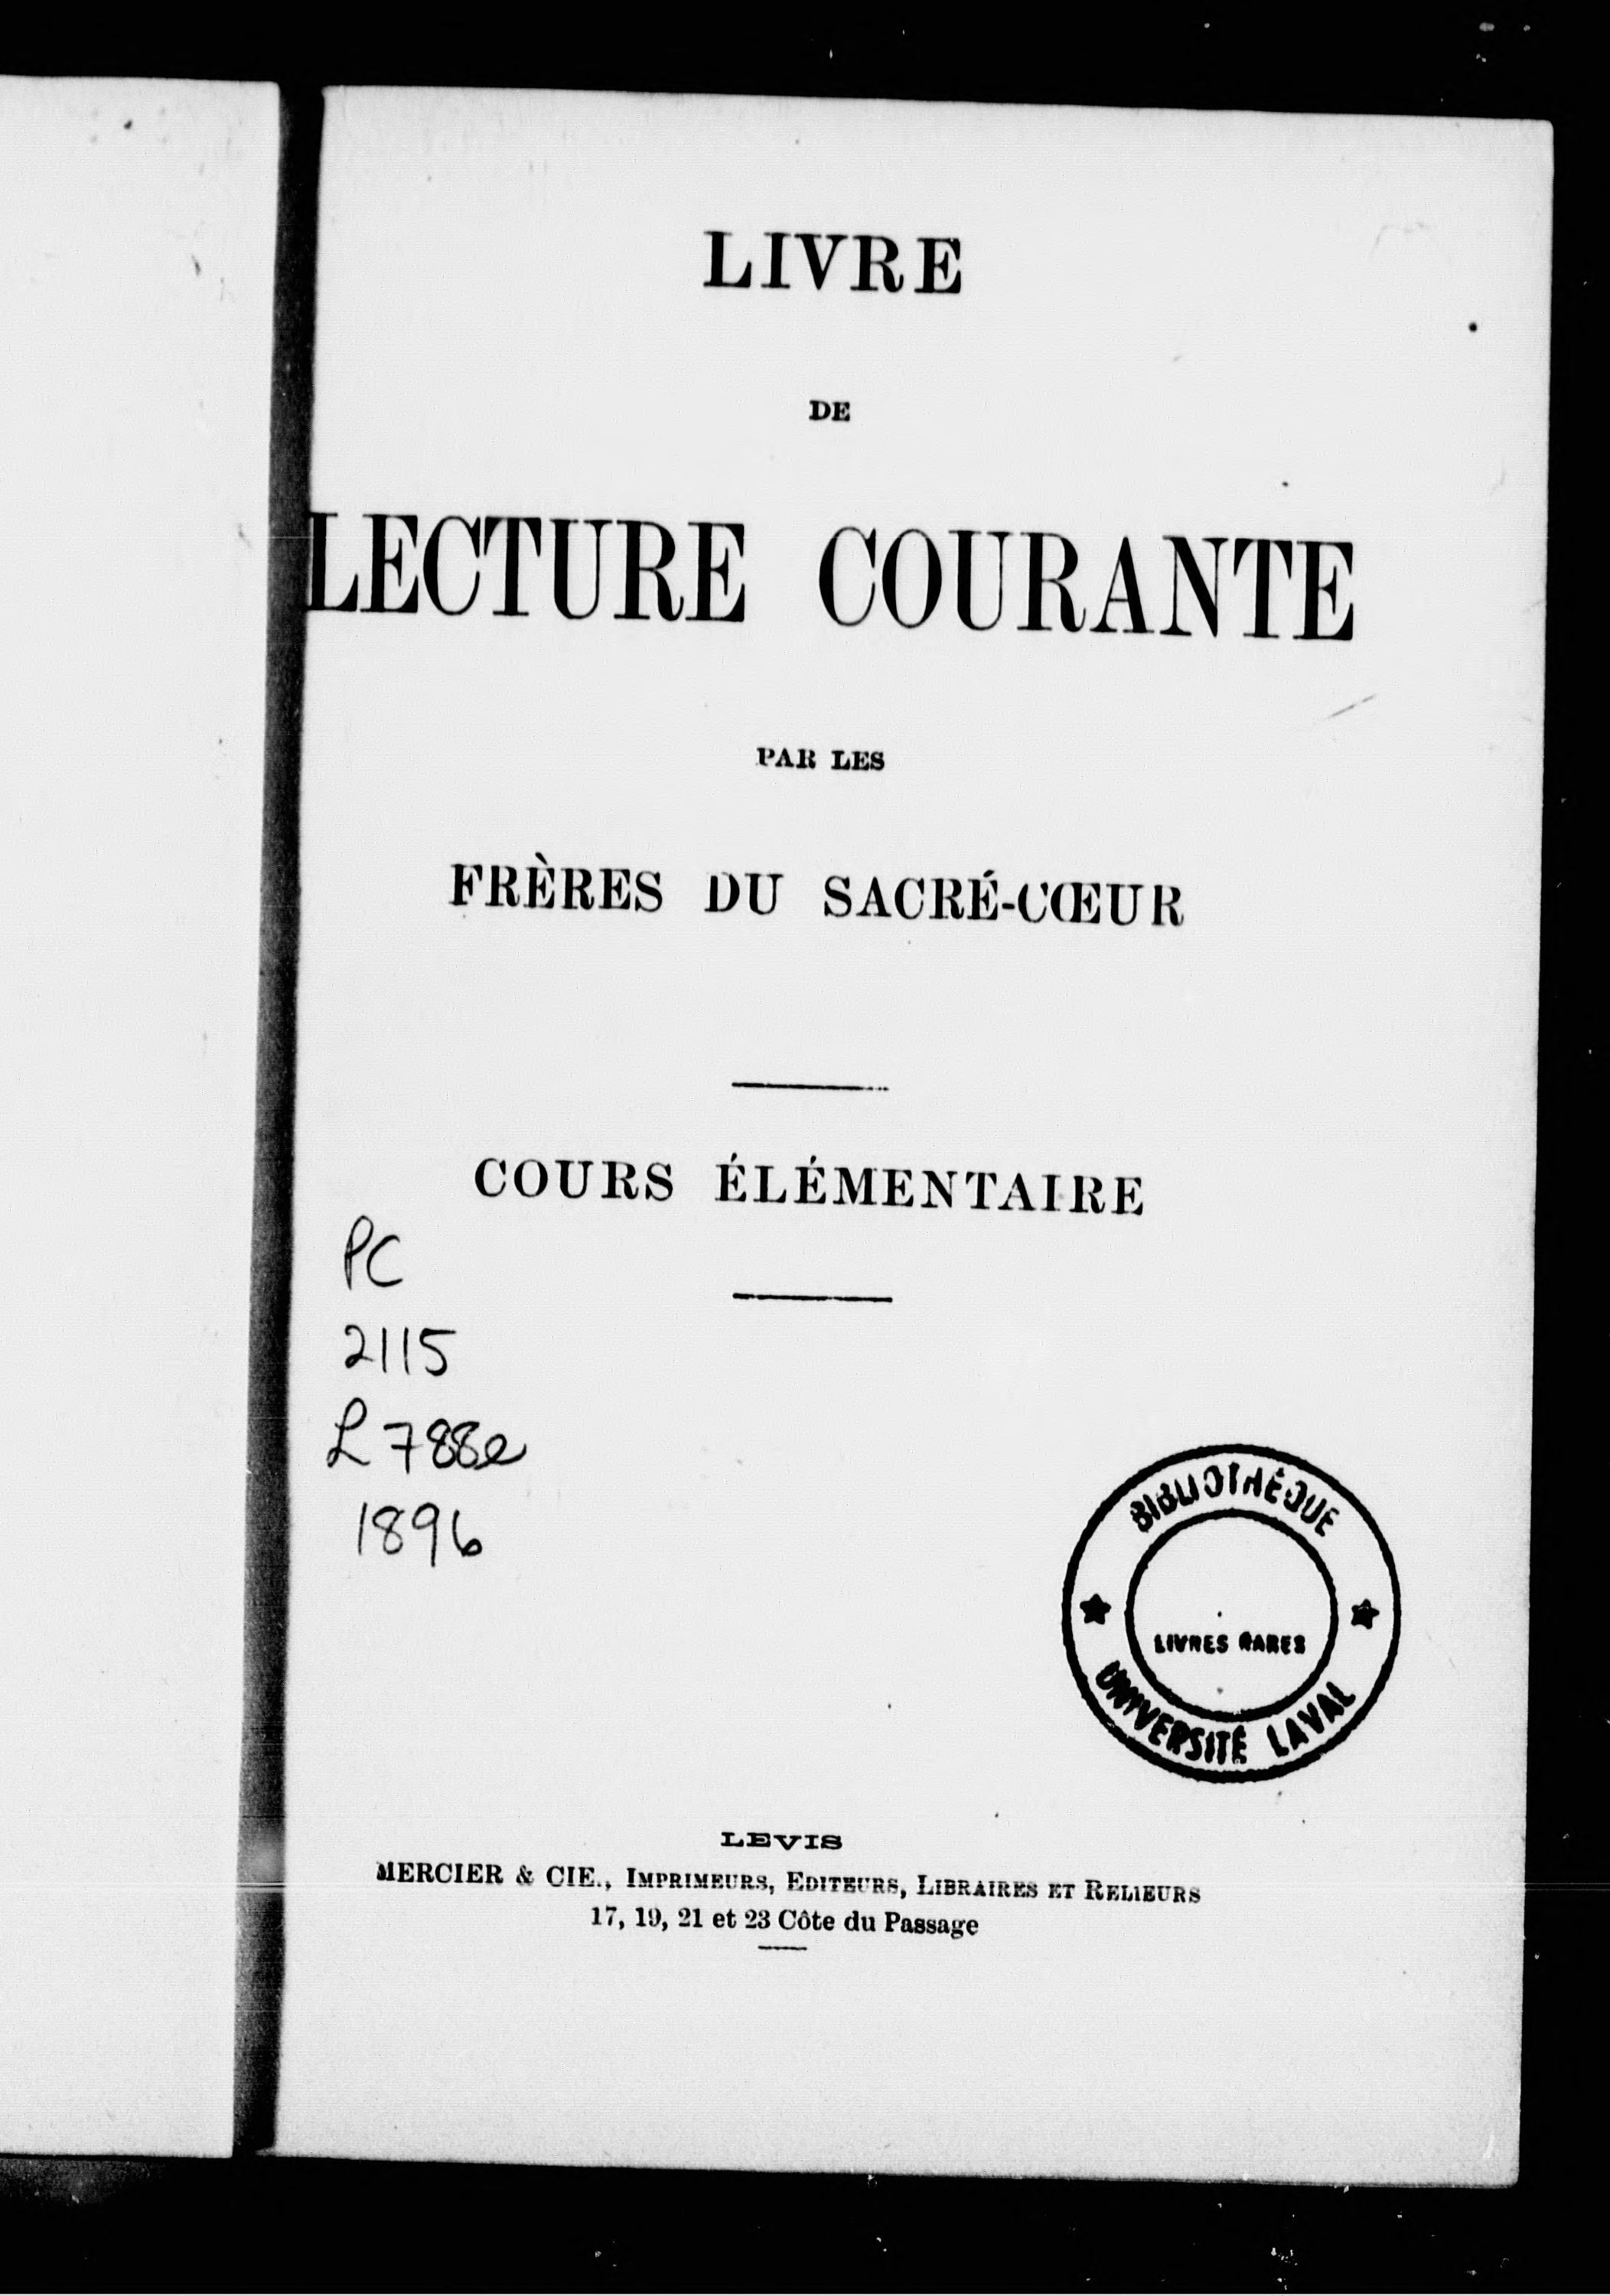 LIVRE
DE
LECTURE COURANTE
PAR LES
FRÈRES DU SACRÉ-CŒUR
COURS ÉLÉMENTAIRE
PC
2115
L788e
1896
BIBLIOTHÉQUE
LIVRES RARES
UNIVERSITÉ LAVAL
LEVIS
MERCIER & CIE., IMPRIMEURS, EDITEURS, LIBRAIRES ET RELIEURS
17, 19, 21 et 23 Côte du Passage